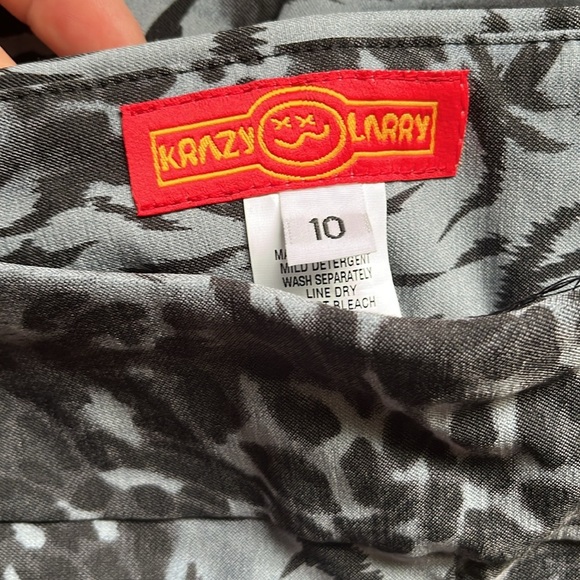 KRAZY LARRY
10
MILD DETERGENT
WASH SEPARATELY
LINE DRY
BLEACH